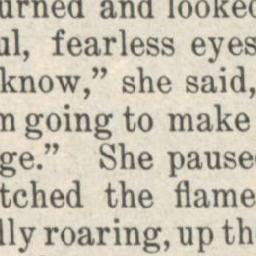 urned and looked
ul, fearless eyes
know,” she said,
m going to make
ge.” She pause
tched the flame
lly roaring, up th